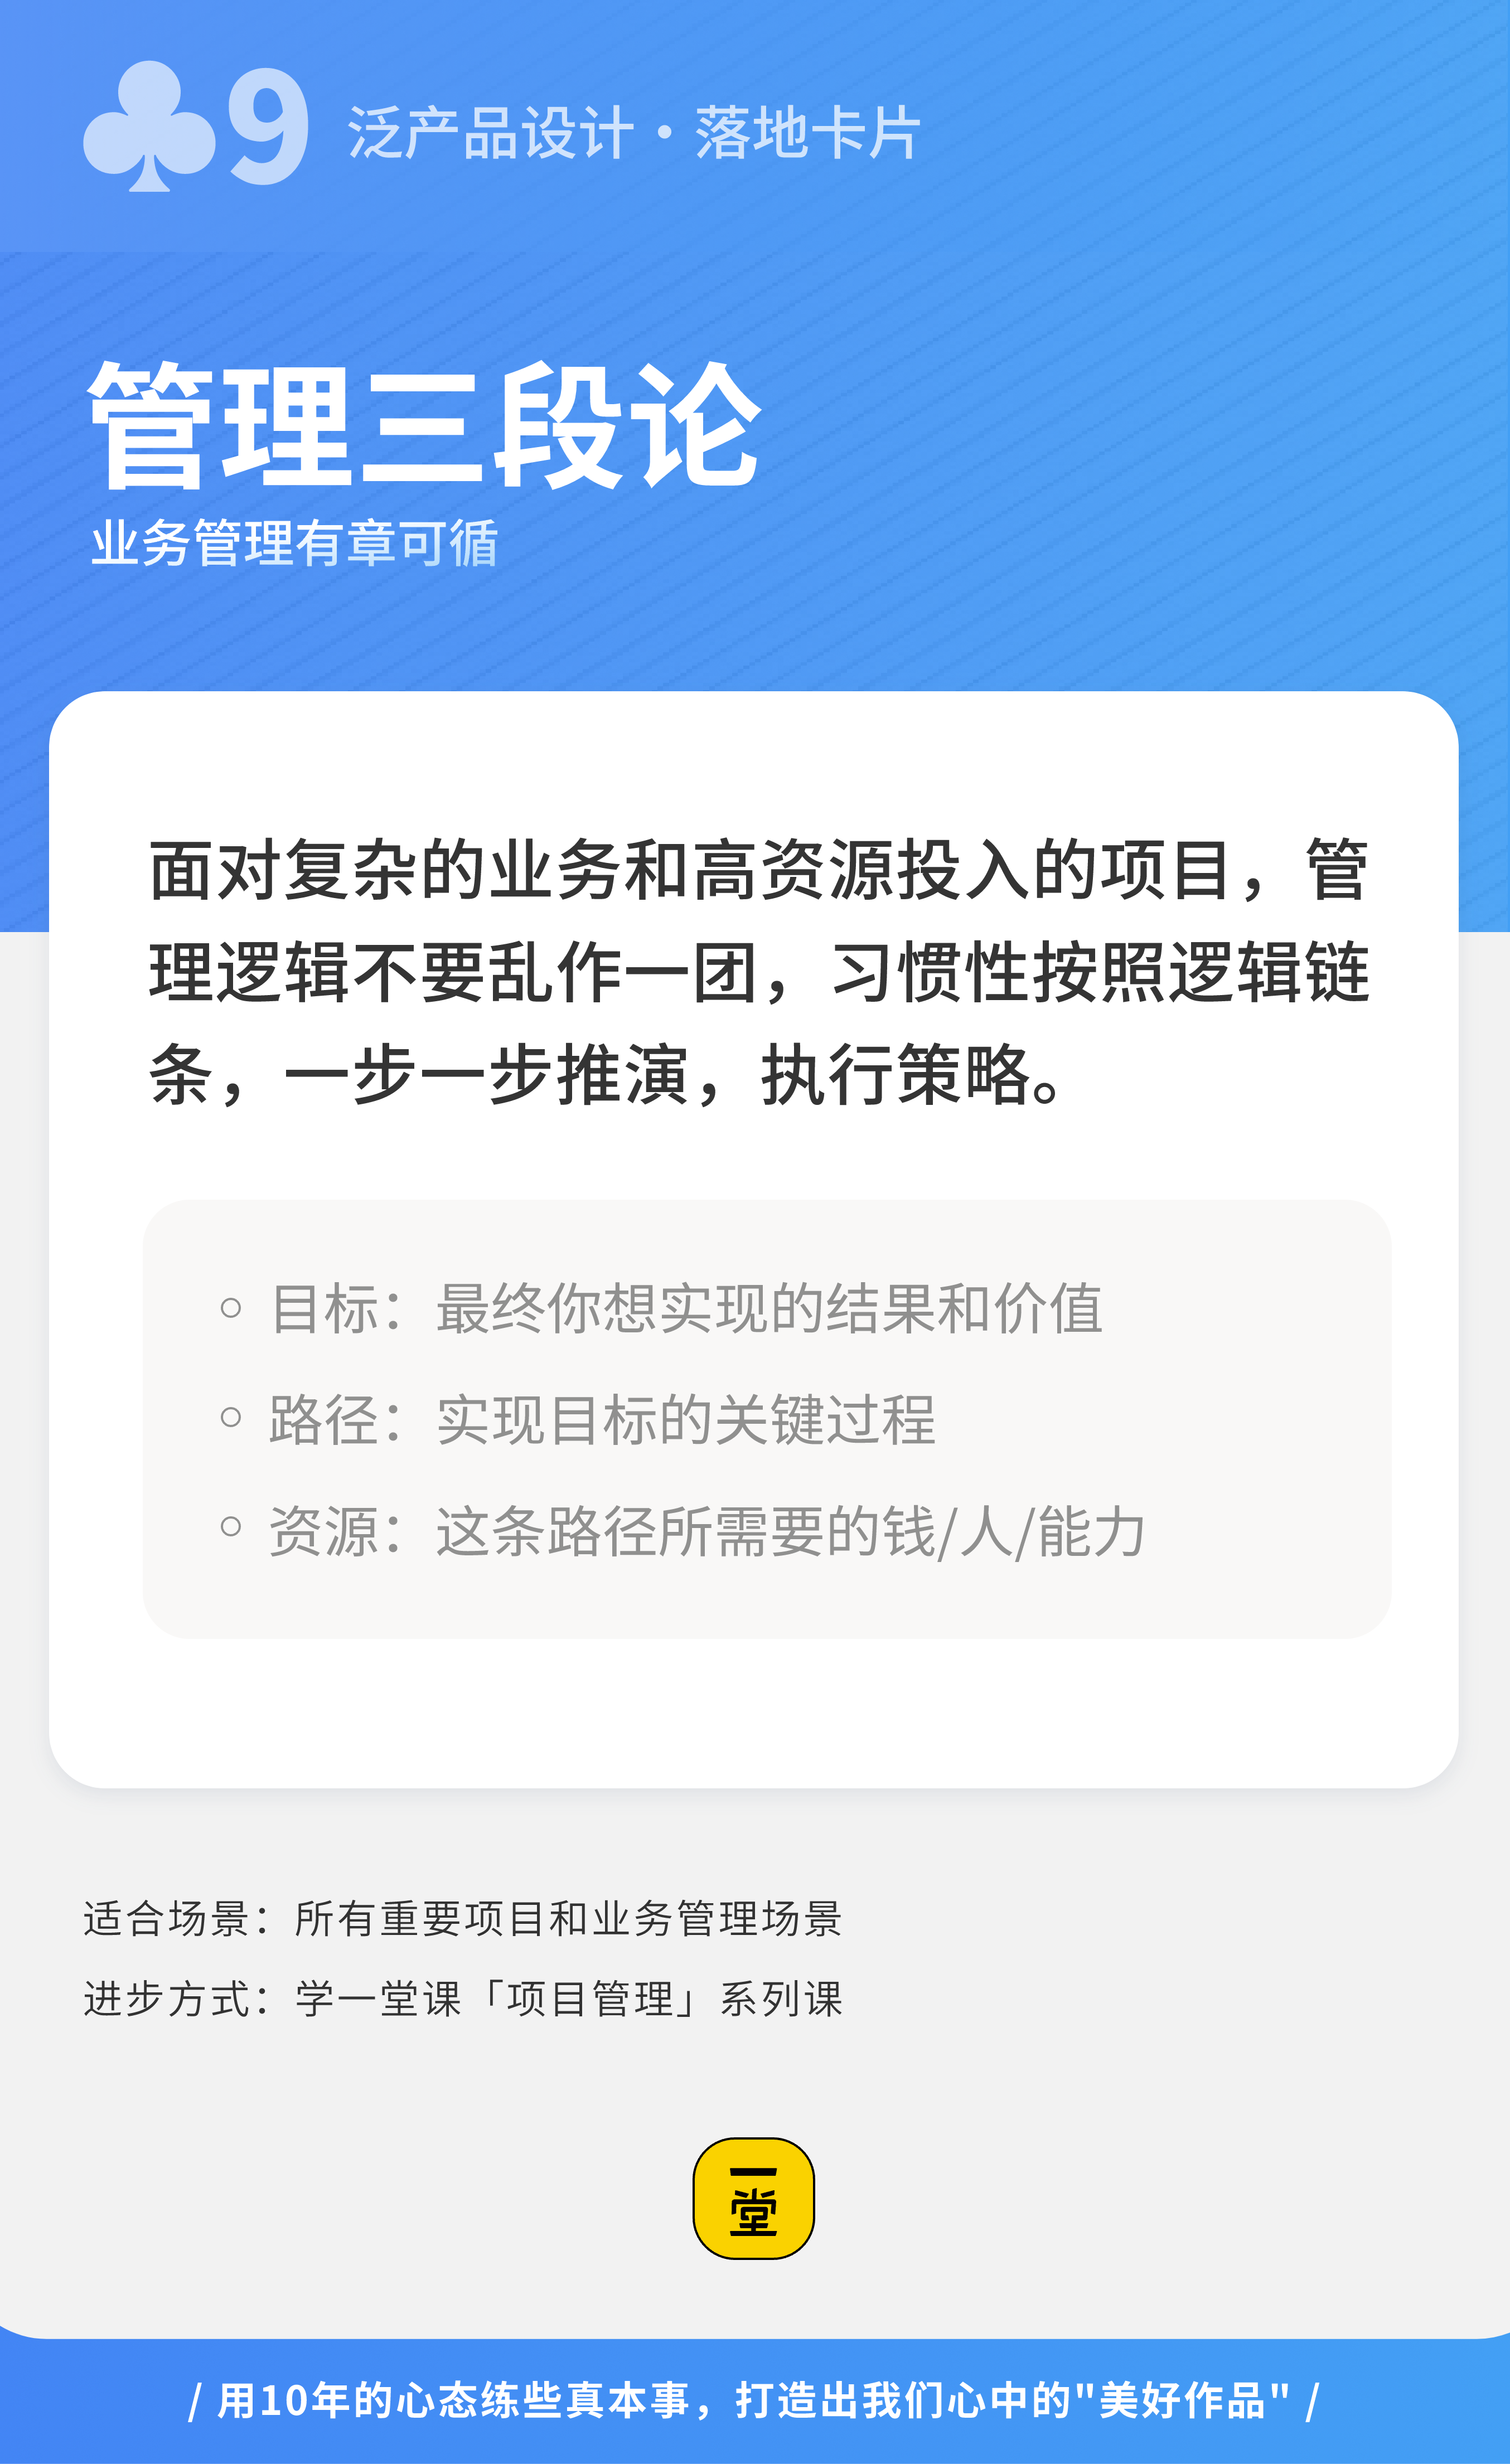 ♣9 泛产品设计·落地卡片
管理三段论
业务管理有章可循
面对复杂的业务和高资源投入的项目，管
理逻辑不要乱作一团，习惯性按照逻辑链
条，一步一步推演，执行策略。
○ 目标：最终你想实现的结果和价值
○ 路径：实现目标的关键过程
○ 资源：这条路径所需要的钱/人/能力
适合场景：所有重要项目和业务管理场景
进步方式：学一堂课「项目管理」系列课
一
堂
/ 用10年的心态练些真本事，打造出我们心中的"美好作品" /